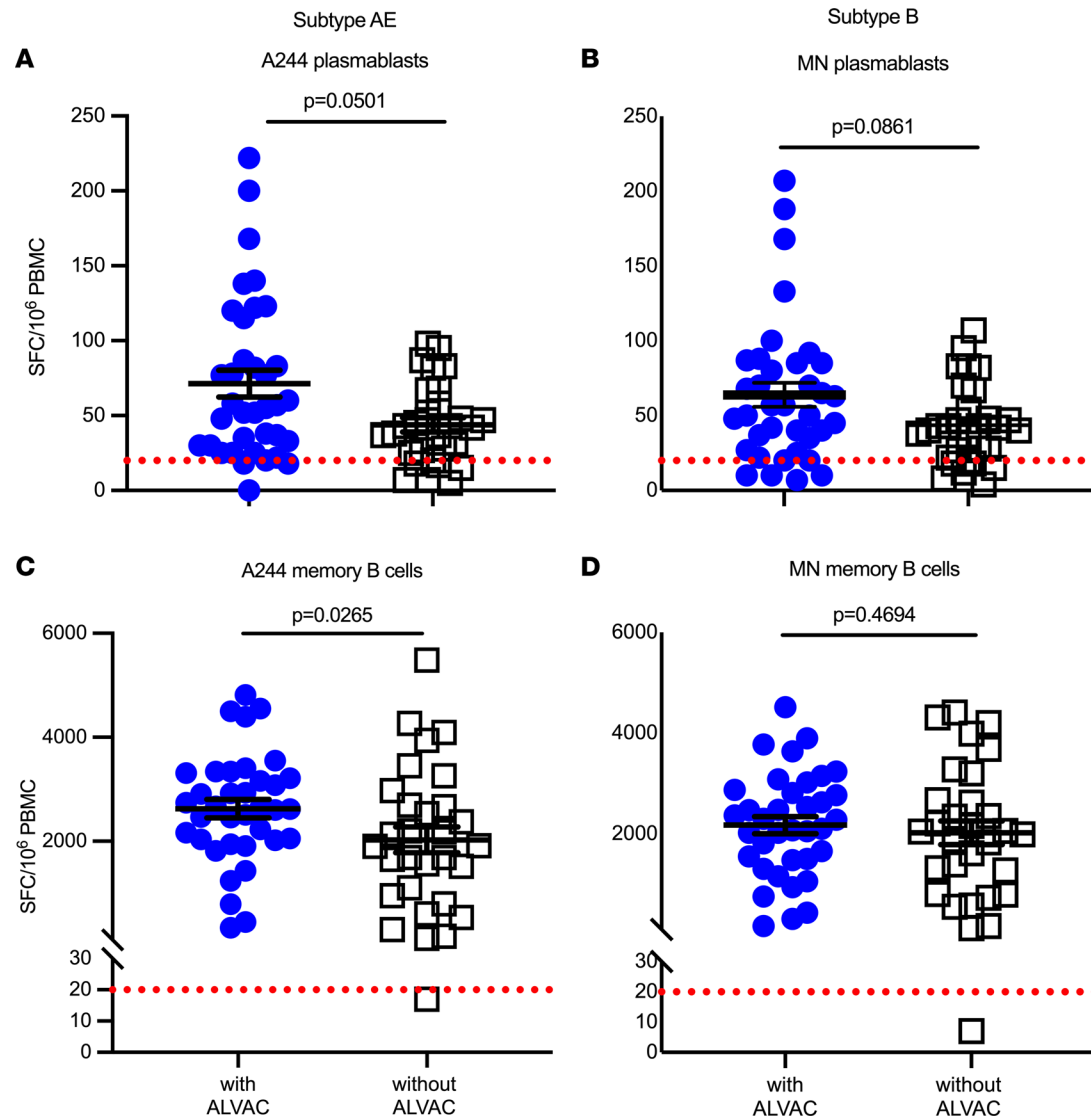 Subtype AE
Subtype B
A
A244 plasmablasts
B
MN plasmablasts
p=0.0501
p=0.0861
SFC/10⁶ PBMC
250
200
150
100
50
0
250
200
150
100
50
0
C
A244 memory B cells
D
MN memory B cells
p=0.0265
p=0.4694
SFC/10⁶ PBMC
6000
4000
2000
30
20
10
0
6000
4000
2000
30
20
10
0
with
ALVAC
without
ALVAC
with
ALVAC
without
ALVAC